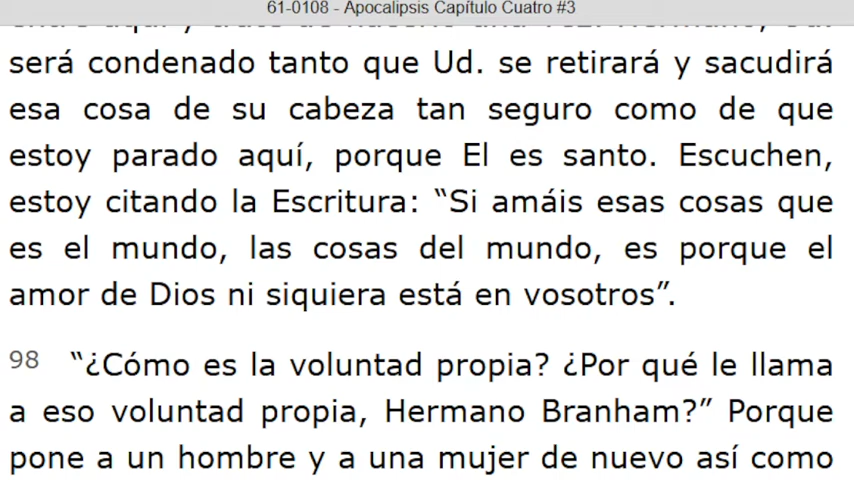 61-0108 - Apocalipsis Capítulo Cuatro #3
será condenado tanto que Ud. se retirará y sacudirá
esa cosa de su cabeza tan seguro como de que
estoy parado aquí, porque El es santo. Escuchen,
estoy citando la Escritura: “Si amáis esas cosas que
es el mundo, las cosas del mundo, es porque el
amor de Dios ni siquiera está en vosotros”.
98 “¿Cómo es la voluntad propia? ¿Por qué le llama
a eso voluntad propia, Hermano Branham?” Porque
pone a un hombre y a una mujer de nuevo así como